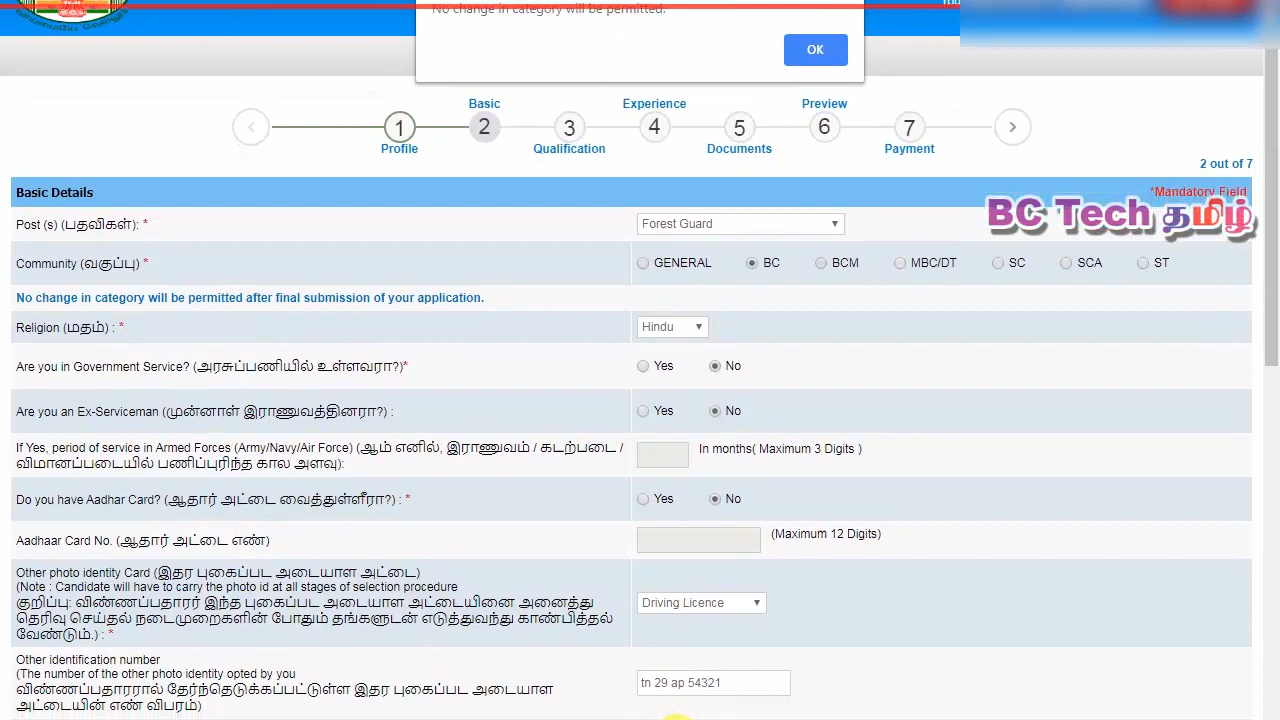 No change in category will be permitted.
You
OK
Basic
Experience
Preview
1
2
3
4
5
6
7
Profile
Qualification
Documents
Payment
2 out of 7
Basic Details
*Mandatory Field
BC Tech தமிழ்
Post (s) (பதவிகள்): *
Forest Guard
Community (வகுப்பு) *
GENERAL BC BCM MBC/DT SC SCA ST
No change in category will be permitted after final submission of your application.
Religion (மதம்) : *
Hindu
Are you in Government Service? (அரசுப்பணியில் உள்ளவரா?)*
Yes No
Are you an Ex-Serviceman (முன்னாள் இராணுவத்தினரா?) :
Yes No
If Yes, period of service in Armed Forces (Army/Navy/Air Force) (ஆம் எனில், இராணுவம் / கடற்படை /
விமானப்படையில் பணிப்புரிந்த கால அளவு):
In months( Maximum 3 Digits )
Do you have Aadhar Card? (ஆதார் அட்டை வைத்துள்ளீரா?) : *
Yes No
Aadhaar Card No. (ஆதார் அட்டை எண்)
(Maximum 12 Digits)
Other photo identity Card (இதர புகைப்பட அடையாள அட்டை)
(Note : Candidate will have to carry the photo id at all stages of selection procedure
குறிப்பு: விண்ணப்பதாரர் இந்த புகைப்பட அடையாள அட்டையினை அனைத்து
தெரிவு செய்தல் நடைமுறைகளின் போதும் தங்களுடன் எடுத்துவந்து காண்பித்தல்
வேண்டும்.) : *
Driving Licence
Other identification number
(The number of the other photo identity opted by you
விண்ணப்பதாரரால் தேர்ந்தெடுக்கப்பட்டுள்ள இதர புகைப்பட அடையாள
அட்டையின் எண் விபரம்)
tn 29 ap 54321